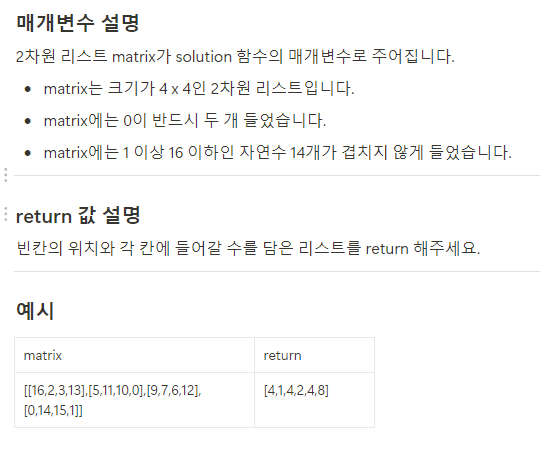 매개변수 설명
2차원 리스트 matrix가 solution 함수의 매개변수로 주어집니다.
• matrix는 크기가 4 x 4인 2차원 리스트입니다.
• matrix에는 0이 반드시 두 개 들었습니다.
• matrix에는 1 이상 16 이하인 자연수 14개가 겹치지 않게 들었습니다.
return 값 설명
빈칸의 위치와 각 칸에 들어갈 수를 담은 리스트를 return 해주세요.
예시
matrix return
[[16,2,3,13],[5,11,10,0],[9,7,6,12], [4,1,4,2,4,8]
[0,14,15,1]]